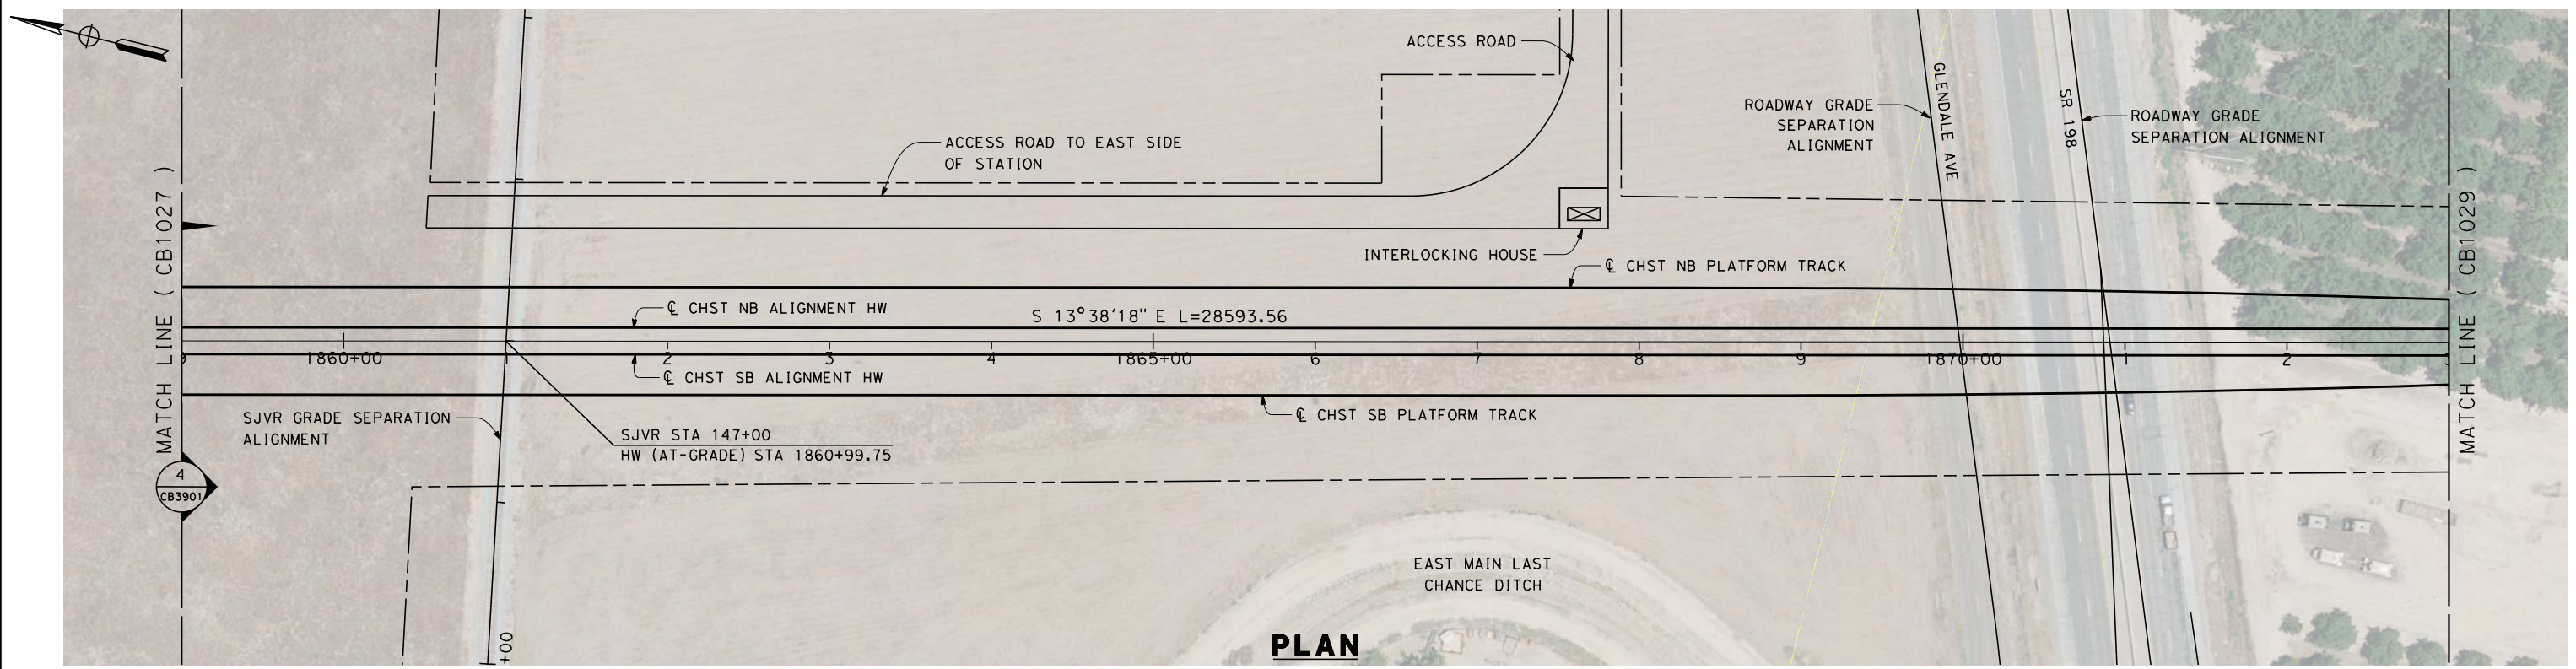 ACCESS ROAD
ROADWAY GRADE
SEPARATION
ALIGNMENT
GLENDALE AVE
SR 198
ROADWAY GRADE
SEPARATION ALIGNMENT
ACCESS ROAD TO EAST SIDE
OF STATION
MATCH LINE ( CB1027 )
MATCH LINE ( CB1029 )
INTERLOCKING HOUSE
℄ CHST NB PLATFORM TRACK
℄ CHST NB ALIGNMENT HW
S 13°38'18" E L=28593.56
1860+00 1 2 3 4 1865+00 6 7 8 9 1870+00 1 2
℄ CHST SB ALIGNMENT HW
℄ CHST SB PLATFORM TRACK
SJVR GRADE SEPARATION
ALIGNMENT
SJVR STA 147+00
HW (AT-GRADE) STA 1860+99.75
4
CB3901
EAST MAIN LAST
CHANCE DITCH
+00
PLAN